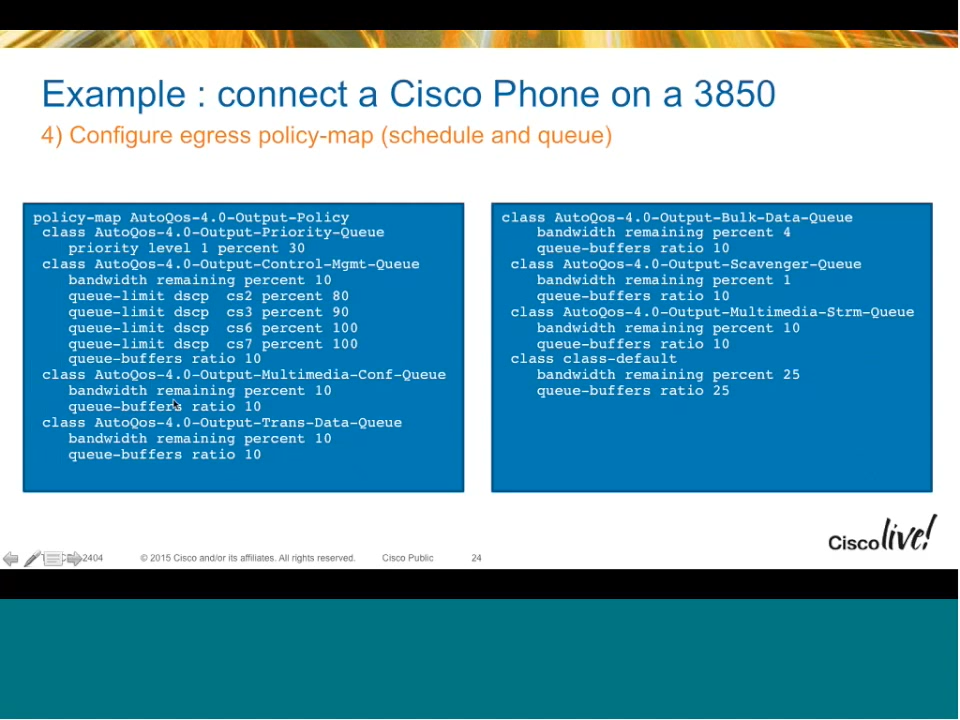 Example : connect a Cisco Phone on a 3850
4) Configure egress policy-map (schedule and queue)
policy-map AutoQos-4.0-Output-Policy
class AutoQos-4.0-Output-Priority-Queue
priority level 1 percent 30
class AutoQos-4.0-Output-Control-Mgmt-Queue
bandwidth remaining percent 10
queue-limit dscp cs2 percent 80
queue-limit dscp cs3 percent 90
queue-limit dscp cs6 percent 100
queue-limit dscp cs7 percent 100
queue-buffers ratio 10
class AutoQos-4.0-Output-Multimedia-Conf-Queue
bandwidth remaining percent 10
queue-buffers ratio 10
class AutoQos-4.0-Output-Trans-Data-Queue
bandwidth remaining percent 10
queue-buffers ratio 10
class AutoQos-4.0-Output-Bulk-Data-Queue
bandwidth remaining percent 4
queue-buffers ratio 10
class AutoQos-4.0-Output-Scavenger-Queue
bandwidth remaining percent 1
queue-buffers ratio 10
class AutoQos-4.0-Output-Multimedia-Strm-Queue
bandwidth remaining percent 10
queue-buffers ratio 10
class class-default
bandwidth remaining percent 25
queue-buffers ratio 25
2404 © 2015 Cisco and/or its affiliates. All rights reserved. Cisco Public 24
Cisco live!